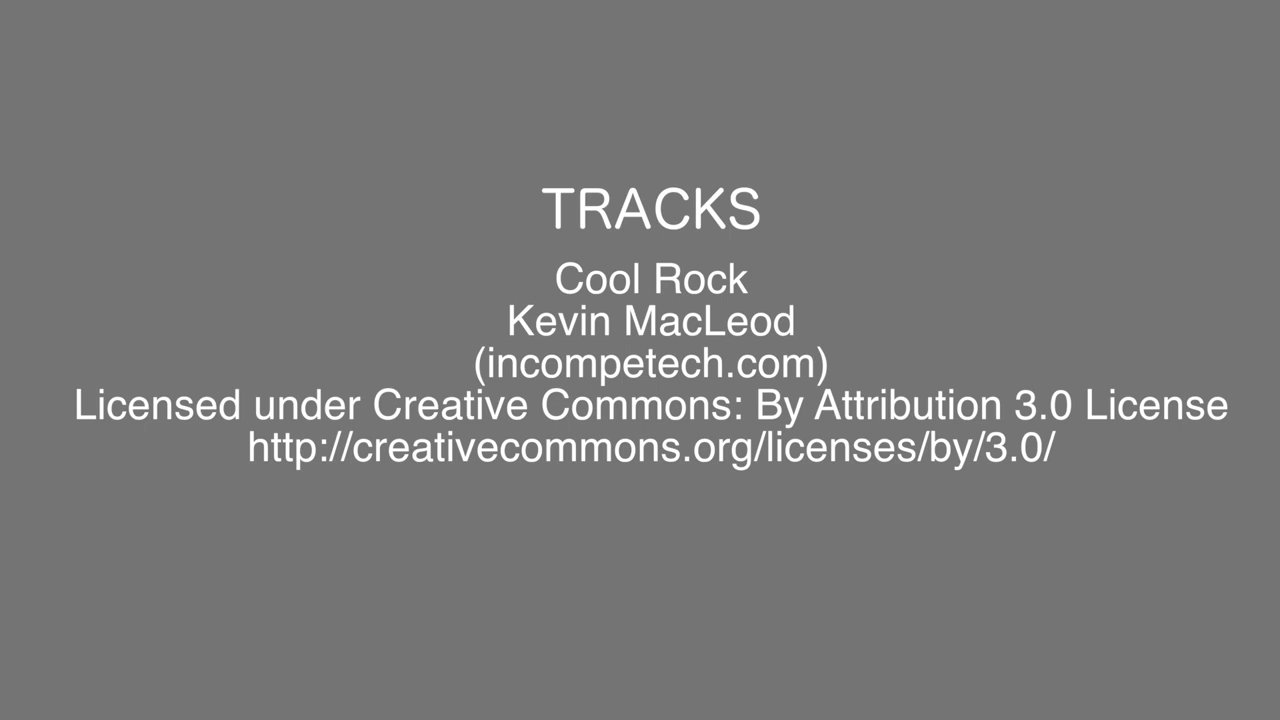 TRACKS
Cool Rock
Kevin MacLeod
(incompetech.com)
Licensed under Creative Commons: By Attribution 3.0 License
http://creativecommons.org/licenses/by/3.0/